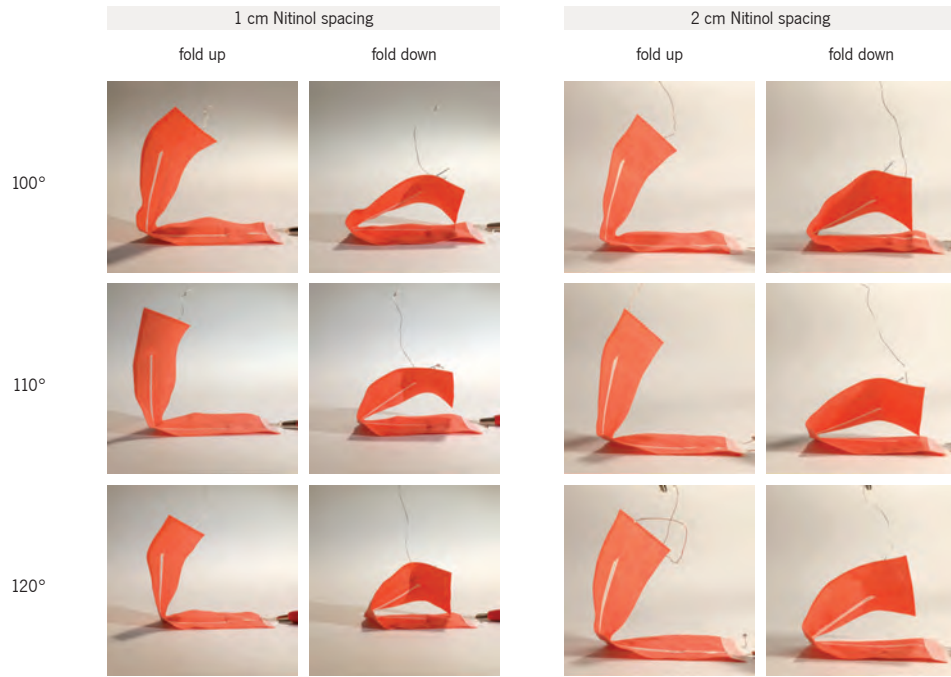 1 cm Nitinol spacing
2 cm Nitinol spacing
fold up
fold down
fold up
fold down
100°
110°
120°